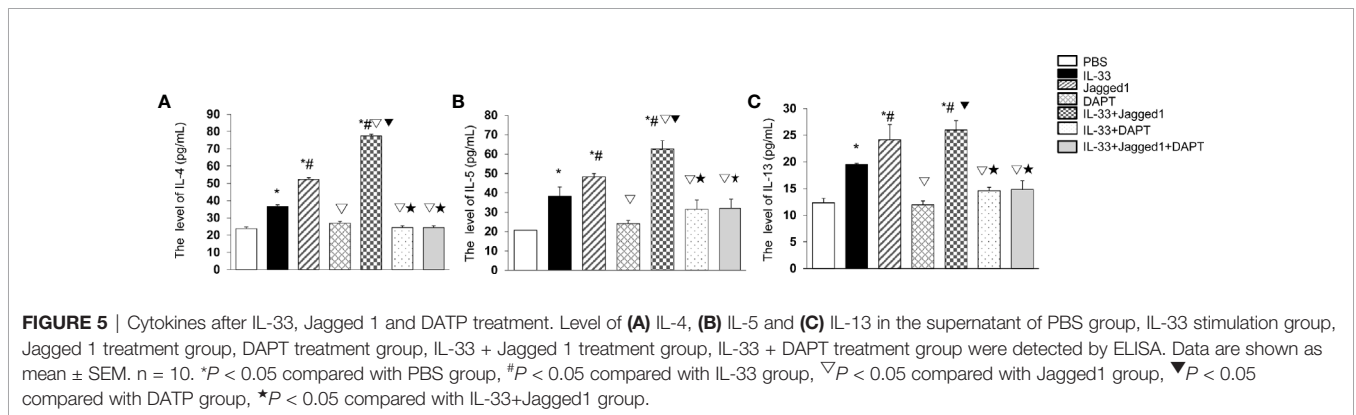 PBS
IL-33
Jagged1
DAPT
IL-33+Jagged1
IL-33+DAPT
IL-33+Jagged1+DAPT
A
The level of IL-4 (pg/mL)
90
80
70
60
50
40
30
20
10
0
*
*#
▽
*#▽▼
▽★
▽★
B
The level of IL-5 (pg/mL)
80
70
60
50
40
30
20
10
0
*
*#
▽
*#▽▼
▽★
▽★
C
The level of IL-13 (pg/mL)
30
25
20
15
10
5
0
*
*#
▽
*#▼
▽★
▽★
FIGURE 5 | Cytokines after IL-33, Jagged 1 and DATP treatment. Level of (A) IL-4, (B) IL-5 and (C) IL-13 in the supernatant of PBS group, IL-33 stimulation group,
Jagged 1 treatment group, DAPT treatment group, IL-33 + Jagged 1 treatment group, IL-33 + DAPT treatment group were detected by ELISA. Data are shown as
mean ± SEM. n = 10. *P < 0.05 compared with PBS group, #P < 0.05 compared with IL-33 group, ▽P < 0.05 compared with Jagged1 group, ▼P < 0.05
compared with DATP group, ★P < 0.05 compared with IL-33+Jagged1 group.